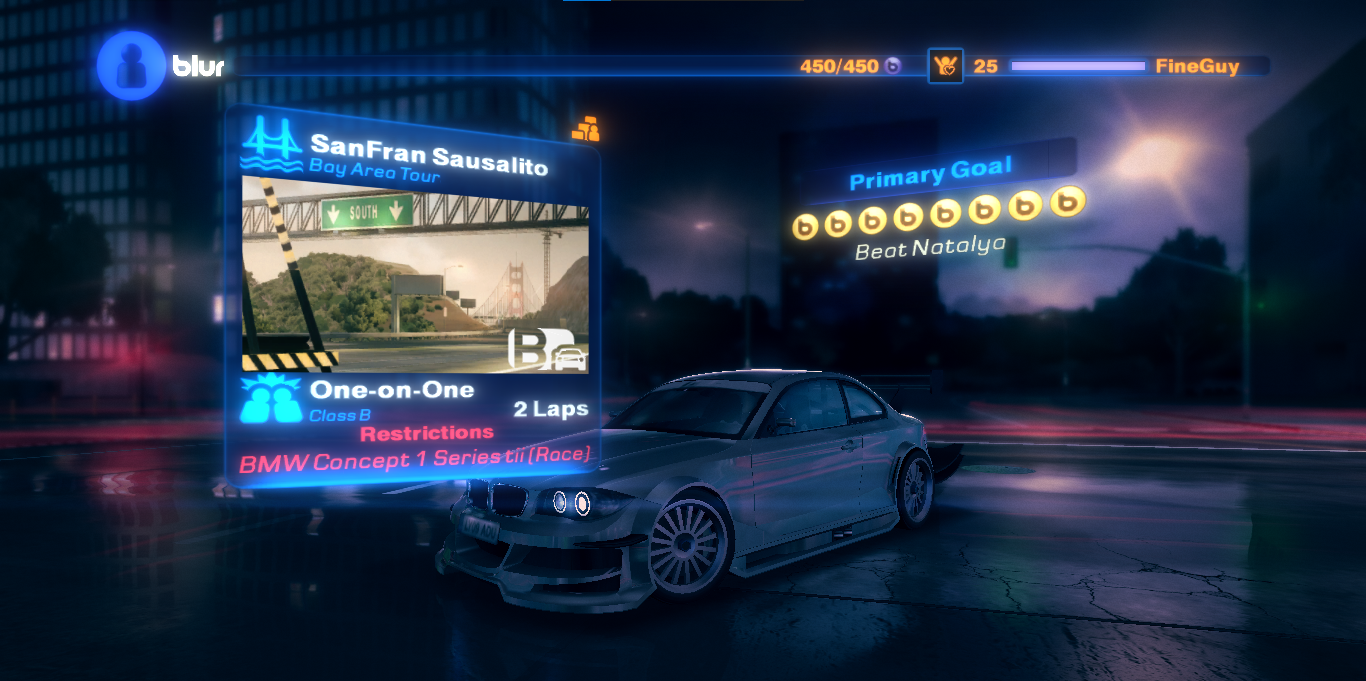 blur
450/450
25
FineGuy
SanFran Sausalito
Bay Area Tour
SOUTH
B
One-on-One
Class B
2 Laps
Restrictions
BMW Concept 1 Series tii (Race)
Primary Goal
Beat Natalya